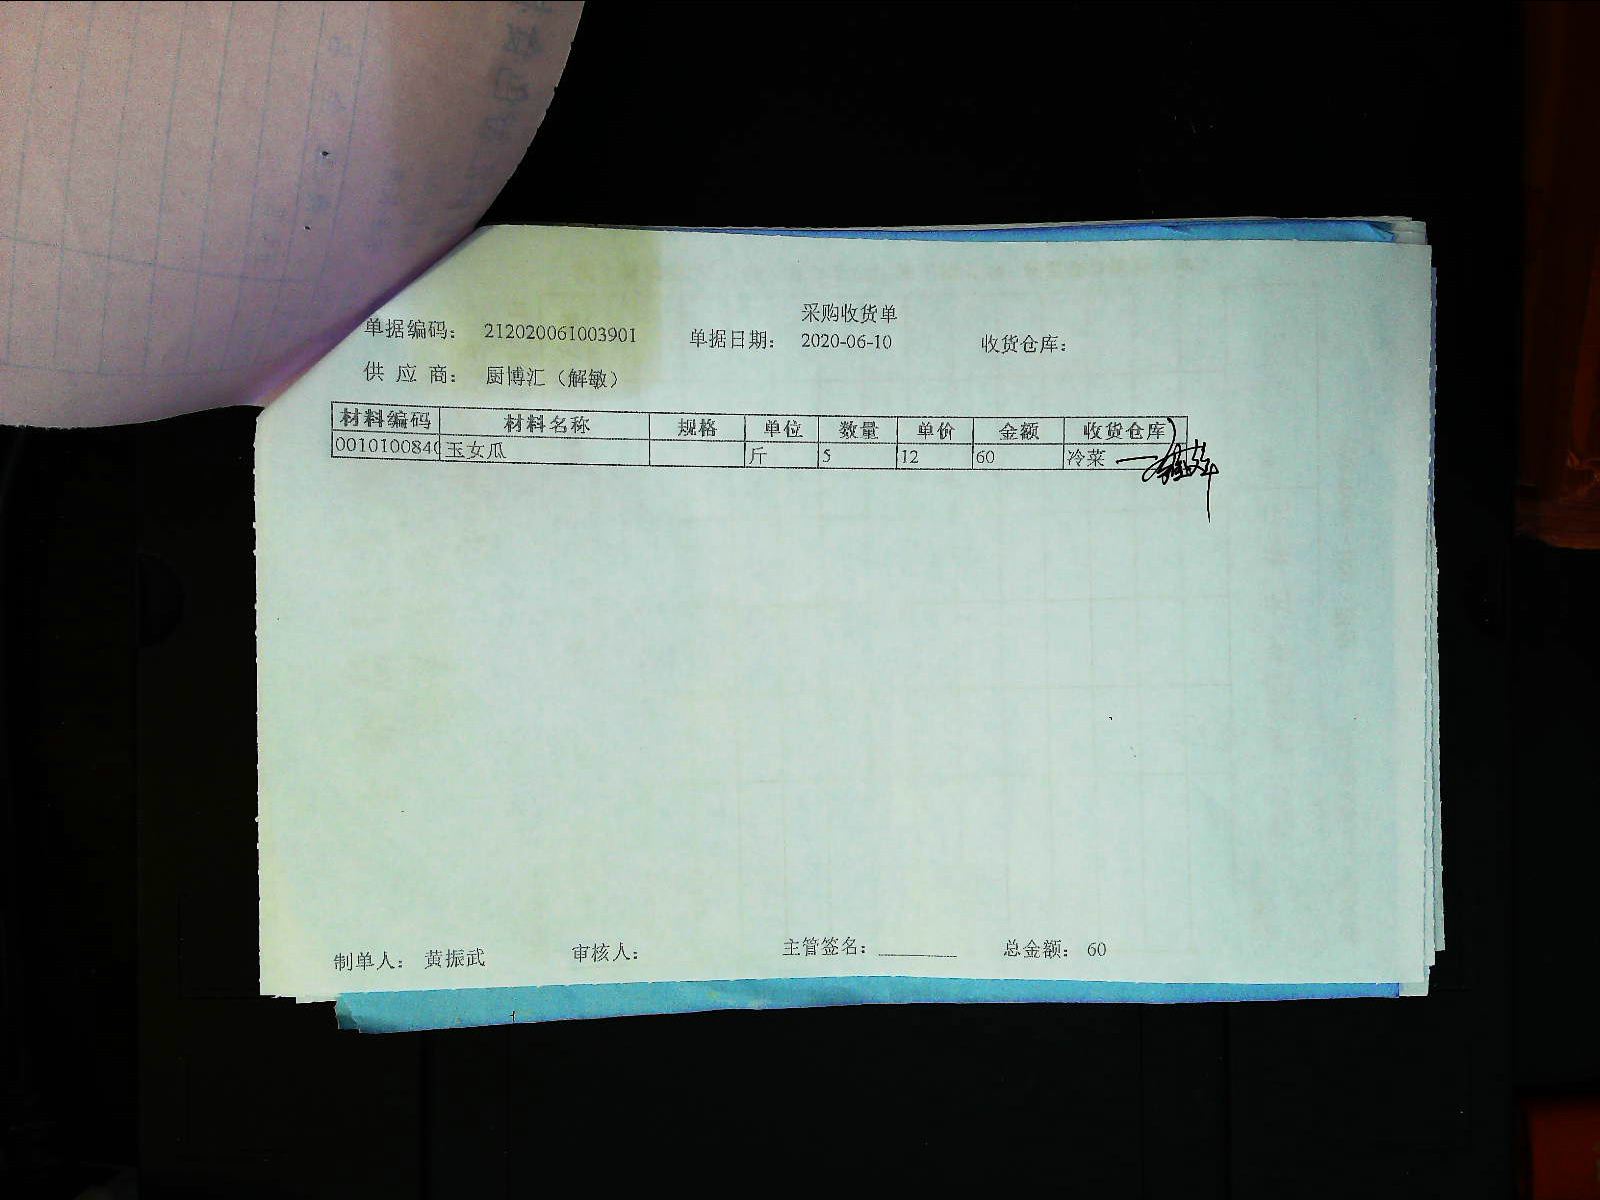 采购收货单
单据编码： 212020061003901 单据日期： 2020-06-10 收货仓库：
供 应 商： 厨博汇（解敏）
材料编码 材料名称 规格 单位 数量 单价 金额 收货仓库
0010100840 玉女瓜 斤 5 12 60 冷菜
制单人： 黄振武 审核人： 主管签名： 总金额： 60